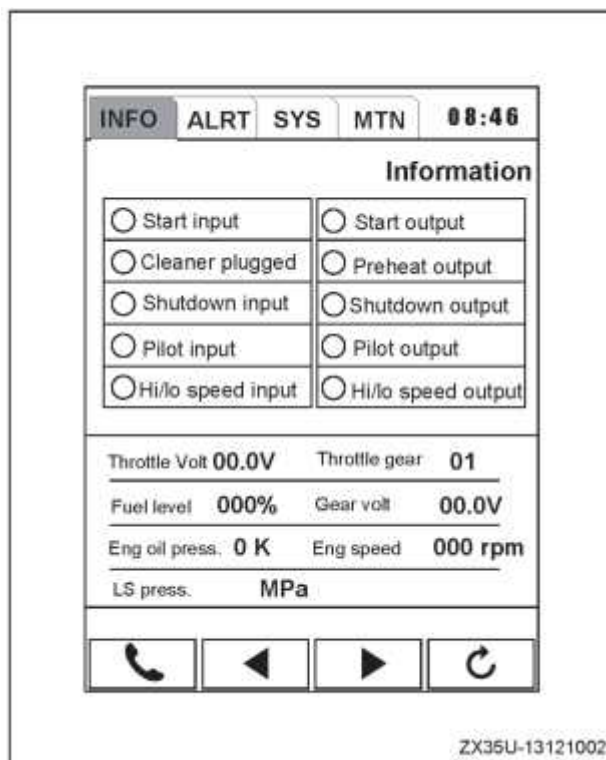 INFO ALRT SYS MTN 08:46
Information
Start input Start output
Cleaner plugged Preheat output
Shutdown input Shutdown output
Pilot input Pilot output
Hi/lo speed input Hi/lo speed output
Throttle Volt 00.0V Throttle gear 01
Fuel level 000% Gear volt 00.0V
Eng oil press. 0 K Eng speed 000 rpm
LS press. MPa
ZX35U-13121002